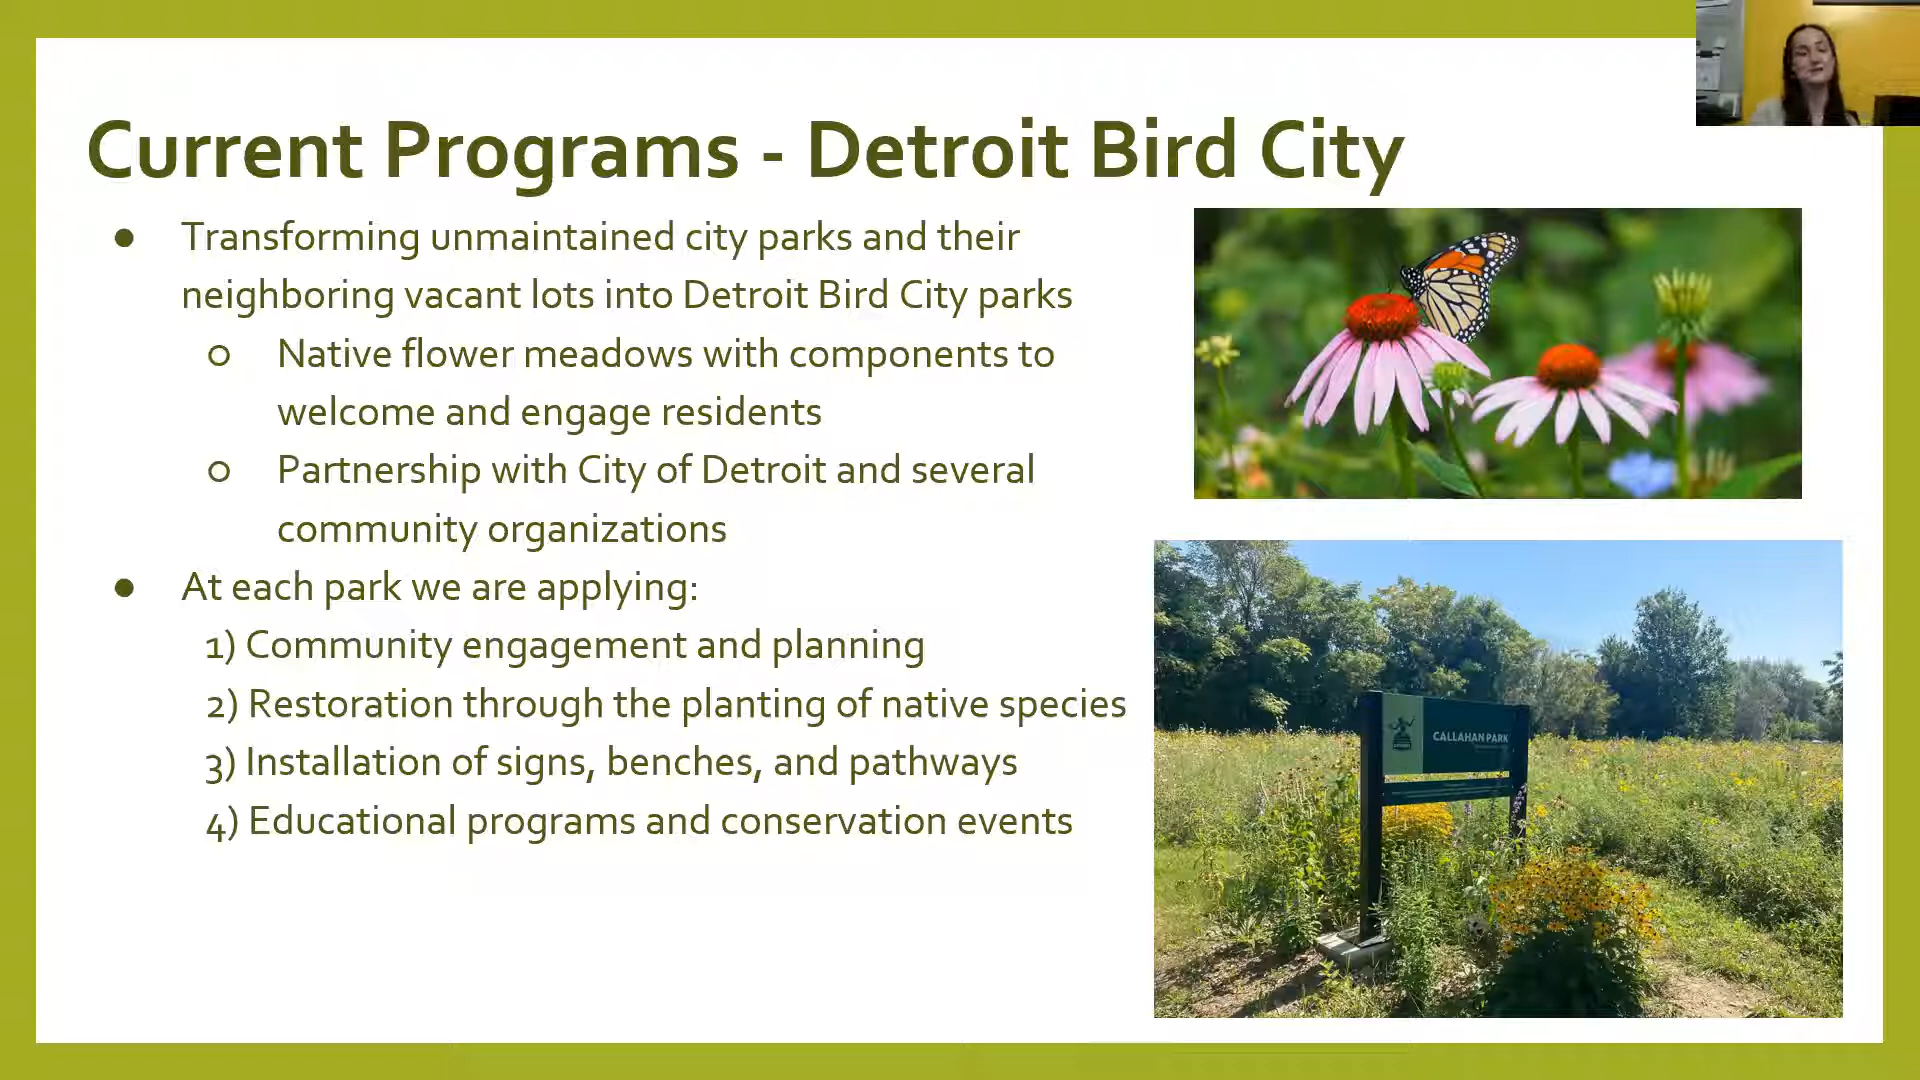 Current Programs - Detroit Bird City
● Transforming unmaintained city parks and their
neighboring vacant lots into Detroit Bird City parks
○ Native flower meadows with components to
welcome and engage residents
○ Partnership with City of Detroit and several
community organizations
● At each park we are applying:
1) Community engagement and planning
2) Restoration through the planting of native species
3) Installation of signs, benches, and pathways
4) Educational programs and conservation events
CALLAHAN PARK